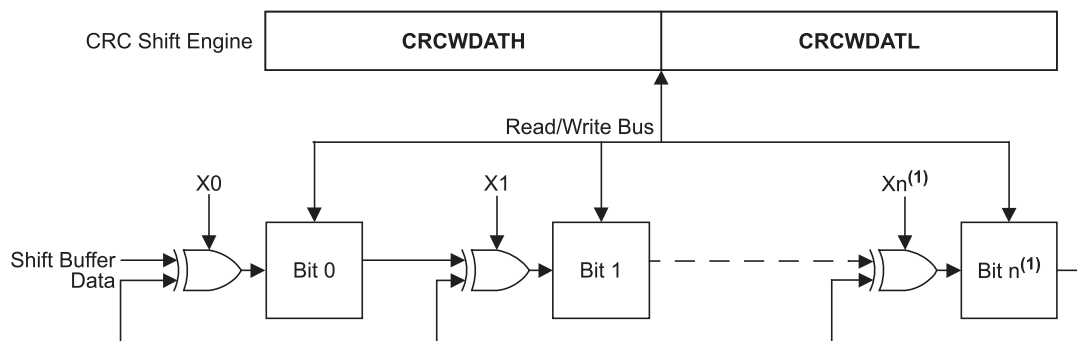 CRC Shift Engine CRCWDATH CRCWDATL
Read/Write Bus
X0 X1 Xn(1)
Shift Buffer
Data
Bit 0 Bit 1 Bit n(1)